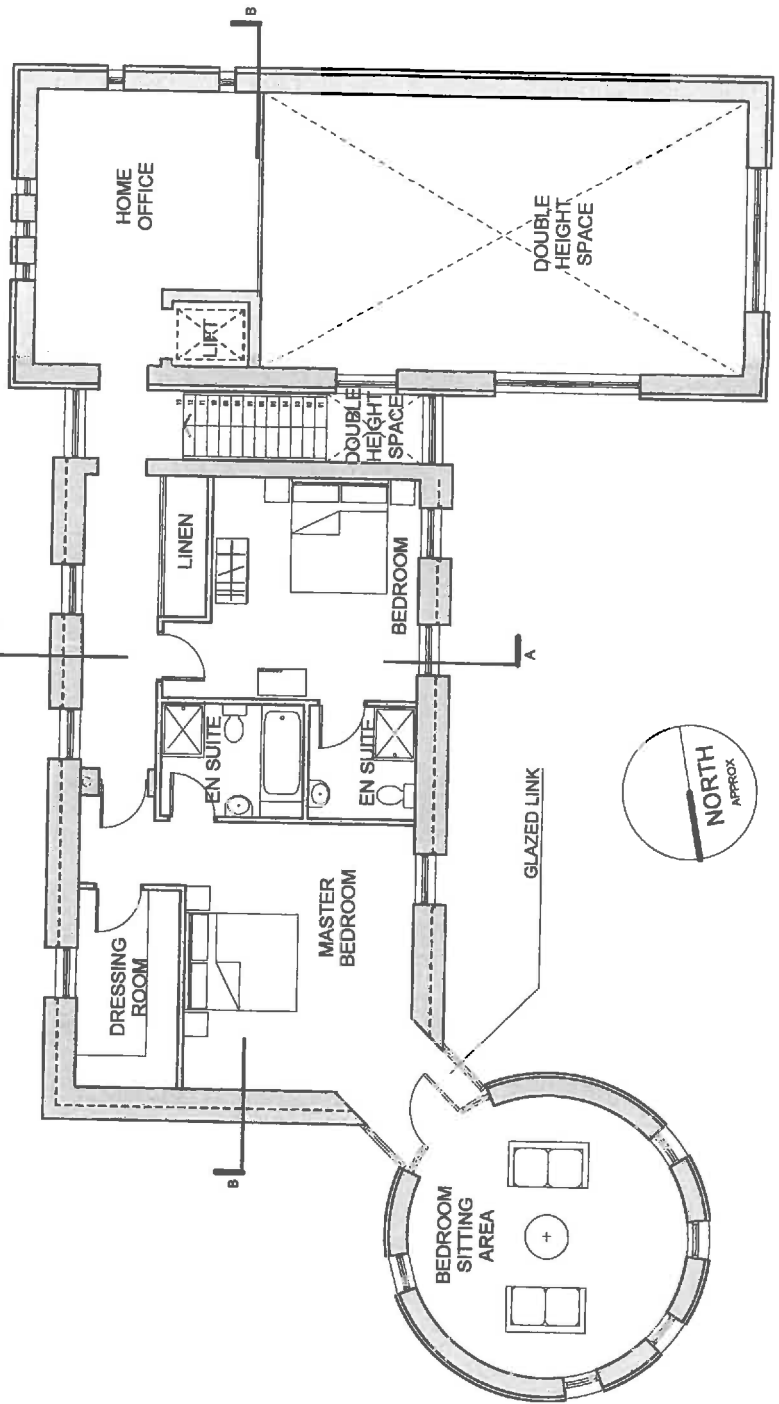 B
HOME
OFFICE
LIFT
DOUBLE
HEIGHT
SPACE
DOUBLE
HEIGHT
SPACE
LINEN
BEDROOM
A
EN SUITE
EN SUITE
DRESSING
ROOM
MASTER
BEDROOM
GLAZED LINK
NORTH
APPROX
B
BEDROOM
SITTING
AREA